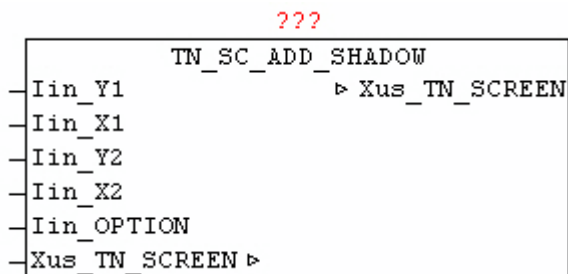 ???
TN_SC_ADD_SHADOW
Iin_Y1 ▷ Xus_TN_SCREEN
Iin_X1
Iin_Y2
Iin_X2
Iin_OPTION
Xus_TN_SCREEN ▷